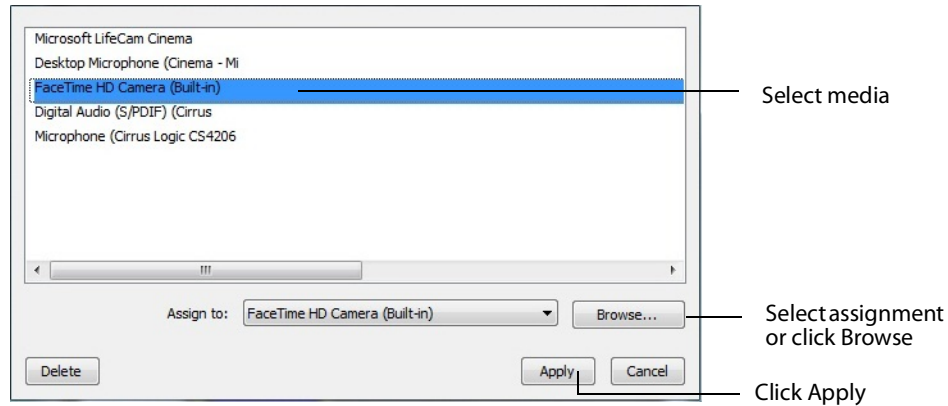 Microsoft LifeCam Cinema
Desktop Microphone (Cinema - Mi
FaceTime HD Camera (Built-in)
Select media
Digital Audio (S/PDIF) (Cirrus
Microphone (Cirrus Logic CS4206
Assign to:
FaceTime HD Camera (Built-in)
Browse...
Select assignment
or click Browse
Delete
Apply
Cancel
Click Apply